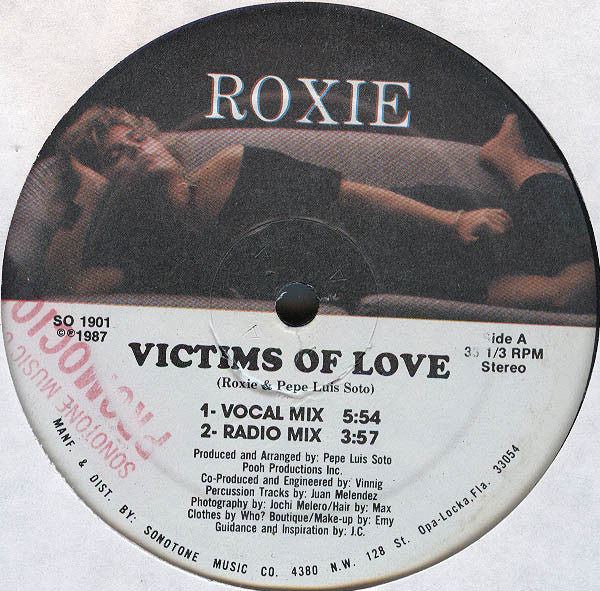 ROXIE
SO 1901
℗©1987
Side A
33 1/3 RPM
Stereo
VICTIMS OF LOVE
(Roxie & Pepe Luis Soto)
1- VOCAL MIX 5:54
2- RADIO MIX 3:57
Produced and Arranged by: Pepe Luis Soto
Pooh Productions Inc.
Co-Produced and Engineered by: Vinnig
Percussion Tracks by: Juan Melendez
Photography by: Jochi Melero/Hair by: Max
Clothes by Who? Boutique/Make-up by: Emy
Guidance and Inspiration by: J.C.
MANF. & DIST. BY: SONOTONE MUSIC CO. 4380 N.W. 128 St. Opa-Locka,Fla. 33054
PROMOCIO
SONOTONE MUSIC